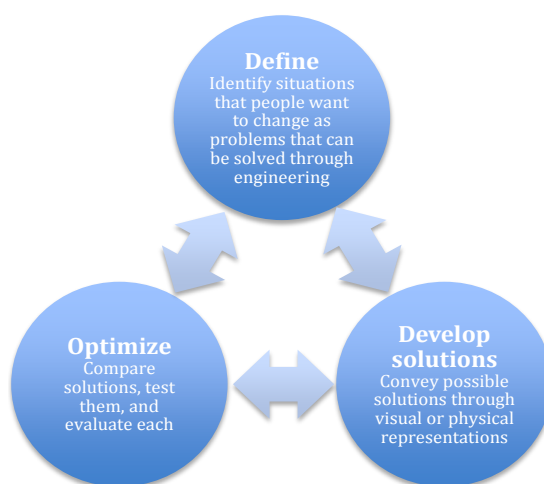 Define
Identify situations
that people want
to change as
problems that can
be solved through
engineering
Optimize
Compare
solutions, test
them, and
evaluate each
Develop
solutions
Convey possible
solutions through
visual or physical
representations